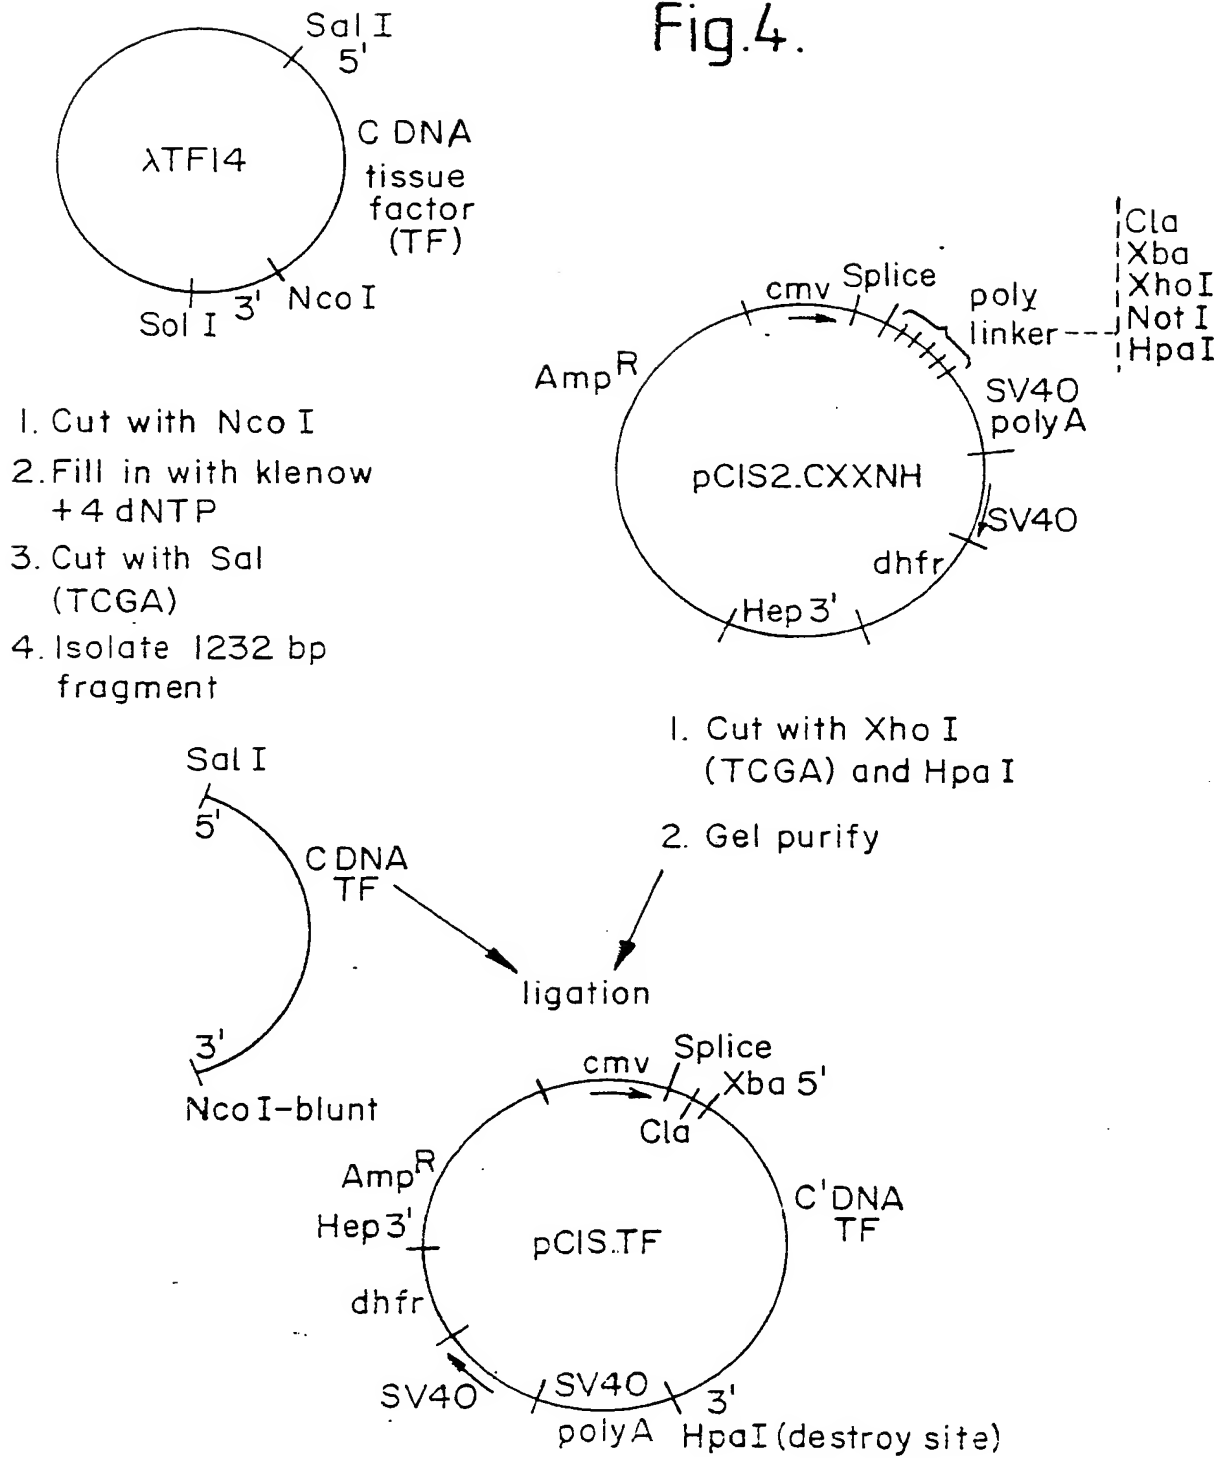 Fig.4.
Sal I
5'
λTF14
C DNA
tissue
factor
(TF)
Nco I
3'
Sol I
1. Cut with Nco I
2. Fill in with klenow
+4 dNTP
3. Cut with Sal
(TCGA)
4. Isolate 1232 bp
fragment
cmv
Splice
poly
linker
Cla
Xba
XhoI
Not I
HpaI
Amp R
SV40
polyA
pCIS2.CXXNH
SV40
dhfr
Hep 3'
1. Cut with Xho I
(TCGA) and Hpa I
2. Gel purify
Sal I
5'
C DNA
TF
3'
Nco I-blunt
ligation
cmv
Splice
Xba 5'
Cla
Amp R
Hep 3'
pCIS..TF
C'DNA
TF
dhfr
SV40
SV40
polyA
3'
HpaI (destroy site)